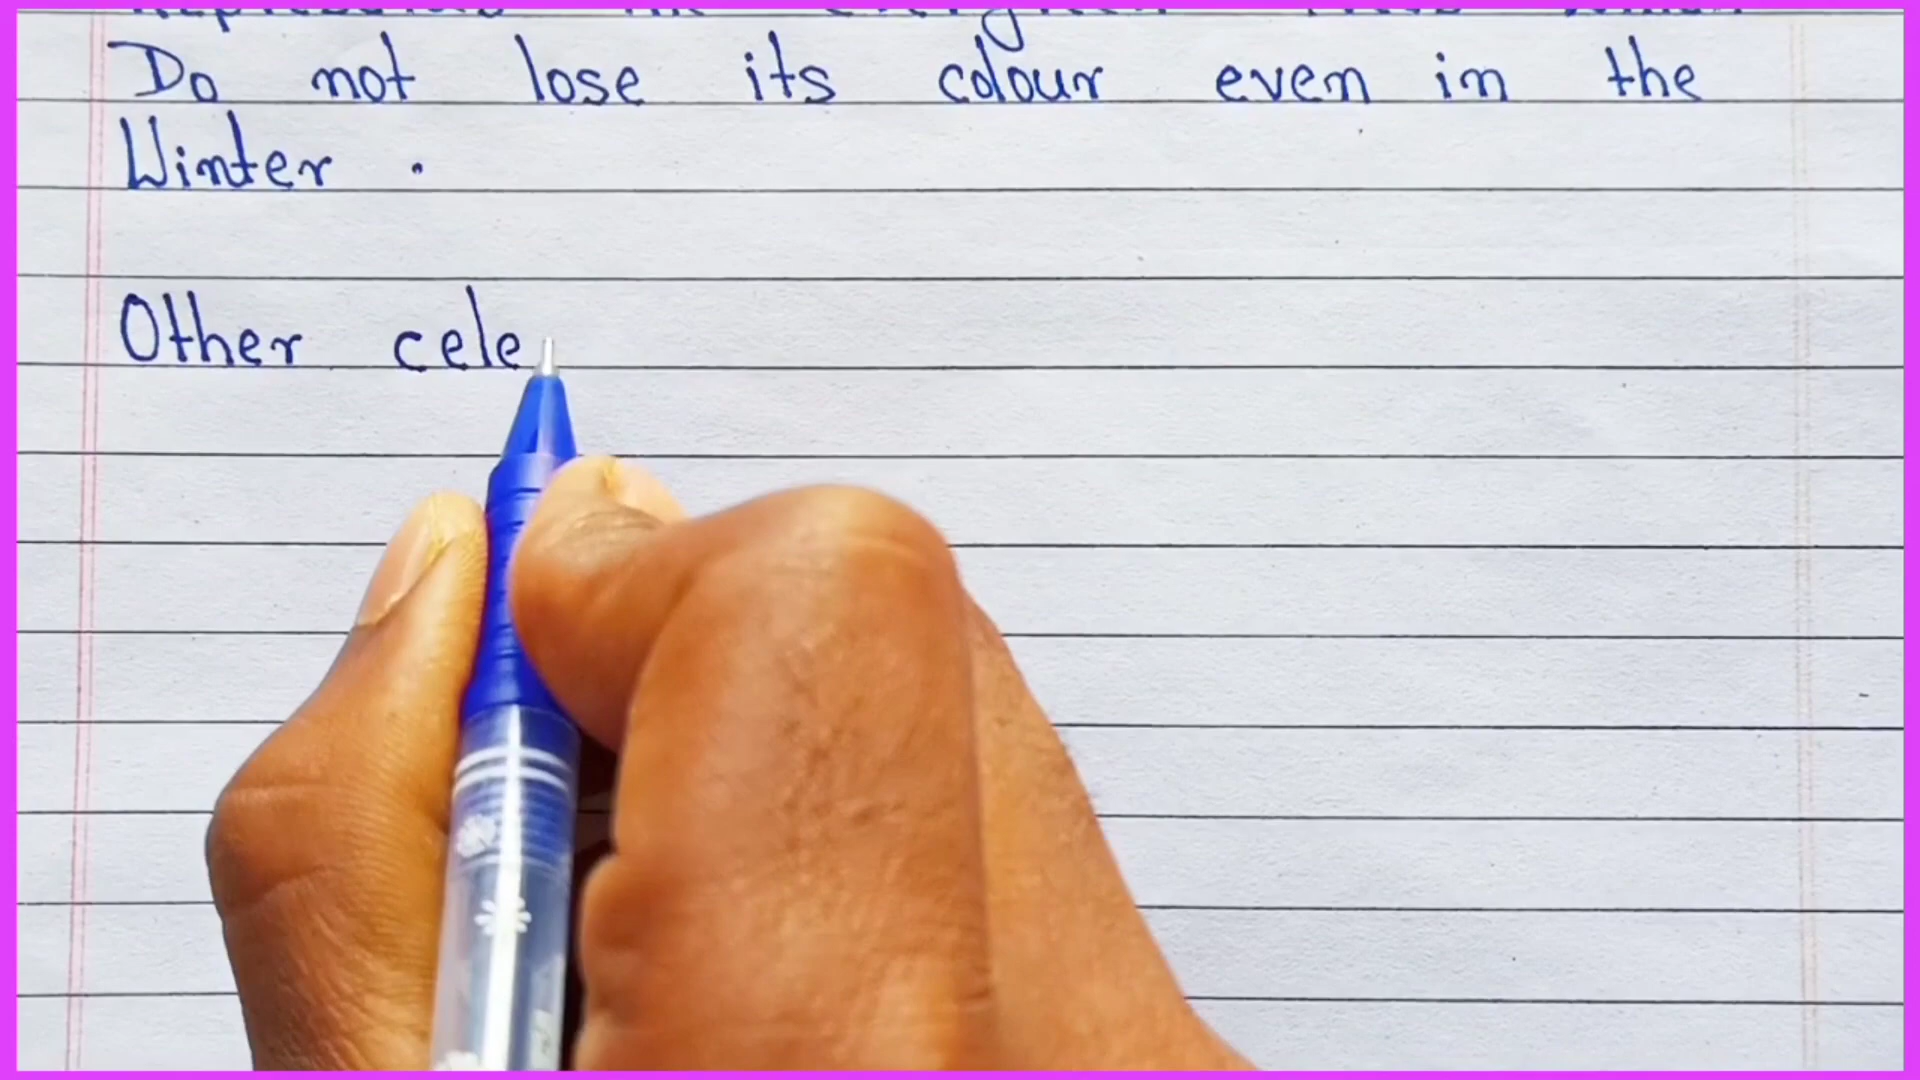 Do not lose its colour even in the
Winter .
Other cele